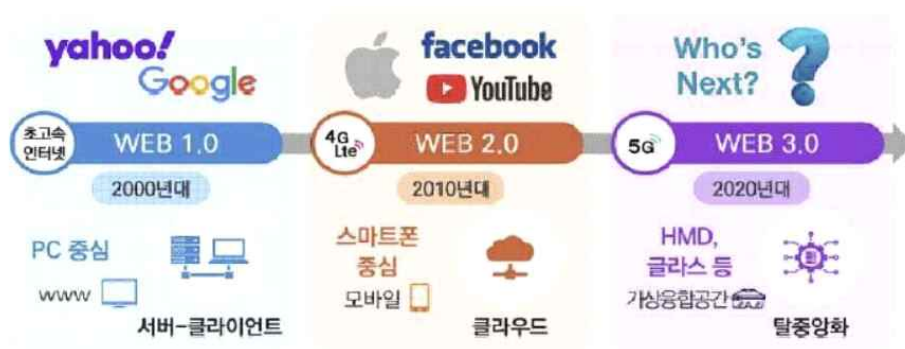 yahoo!
Google
초고속
인터넷
WEB 1.0
2000년대
PC 중심
www
서버-클라이언트
facebook
YouTube
4G
Lte
WEB 2.0
2010년대
스마트폰
중심
모바일
클라우드
Who's
Next?
?
5G
WEB 3.0
2020년대
HMD,
글라스 등
가상융합공간
탈중앙화